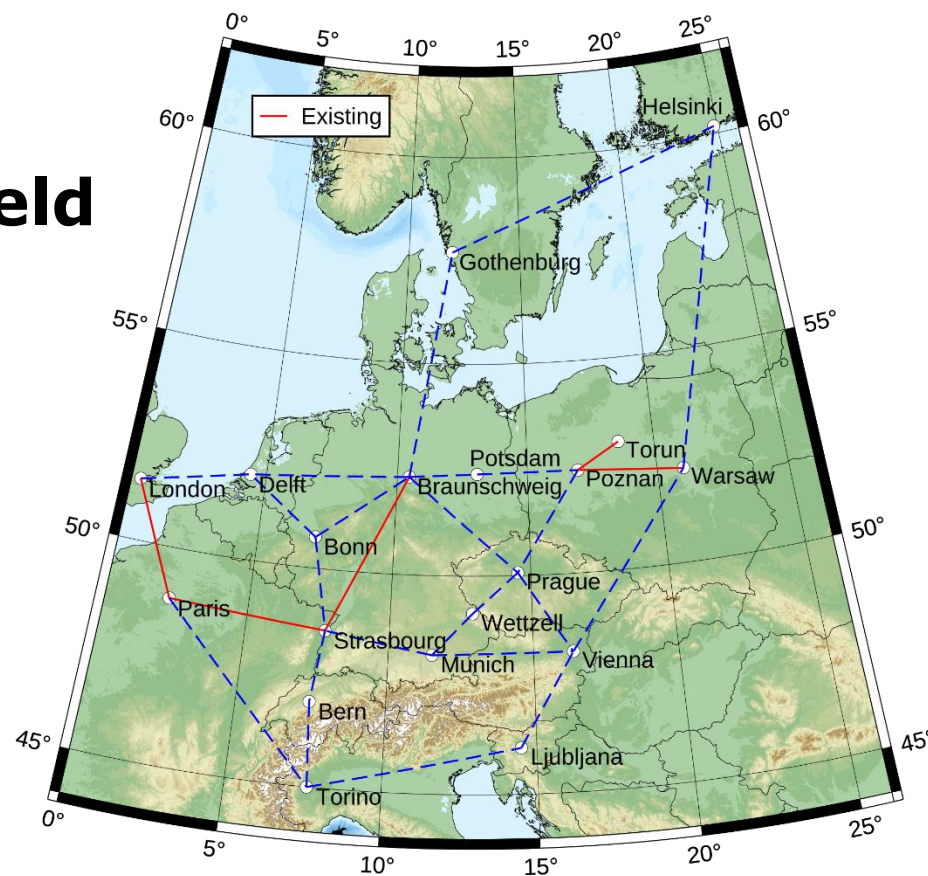 0°
5°
10°
15°
20°
25°
60°
Existing
Helsinki
60°
eld
Gothenburg
55°
55°
Potsdam
Torun
London
Delft
Braunschweig
Poznan
Warsaw
50°
Bonn
50°
Prague
Paris
Wettzell
Strasbourg
Munich
Vienna
Bern
45°
Ljubljana
45°
Torino
0°
5°
10°
15°
20°
25°